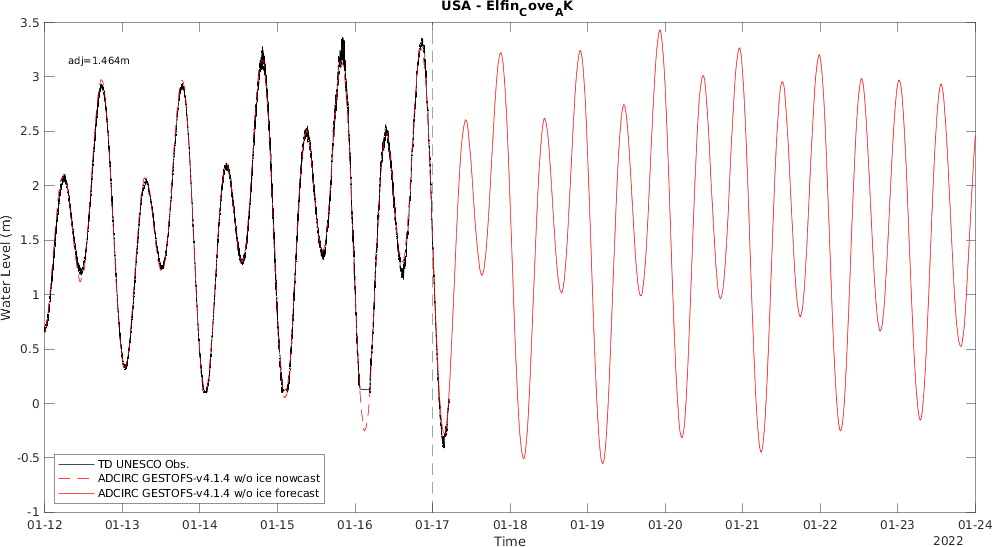 USA - Elfin_Cove_AK
adj=1.464m
3.5
3
2.5
2
1.5
1
0.5
0
-0.5
-1
Water Level (m)
TD UNESCO Obs.
ADCIRC GESTOFS-v4.1.4 w/o ice nowcast
ADCIRC GESTOFS-v4.1.4 w/o ice forecast
01-12 01-13 01-14 01-15 01-16 01-17 01-18 01-19 01-20 01-21 01-22 01-23 01-24
Time
2022